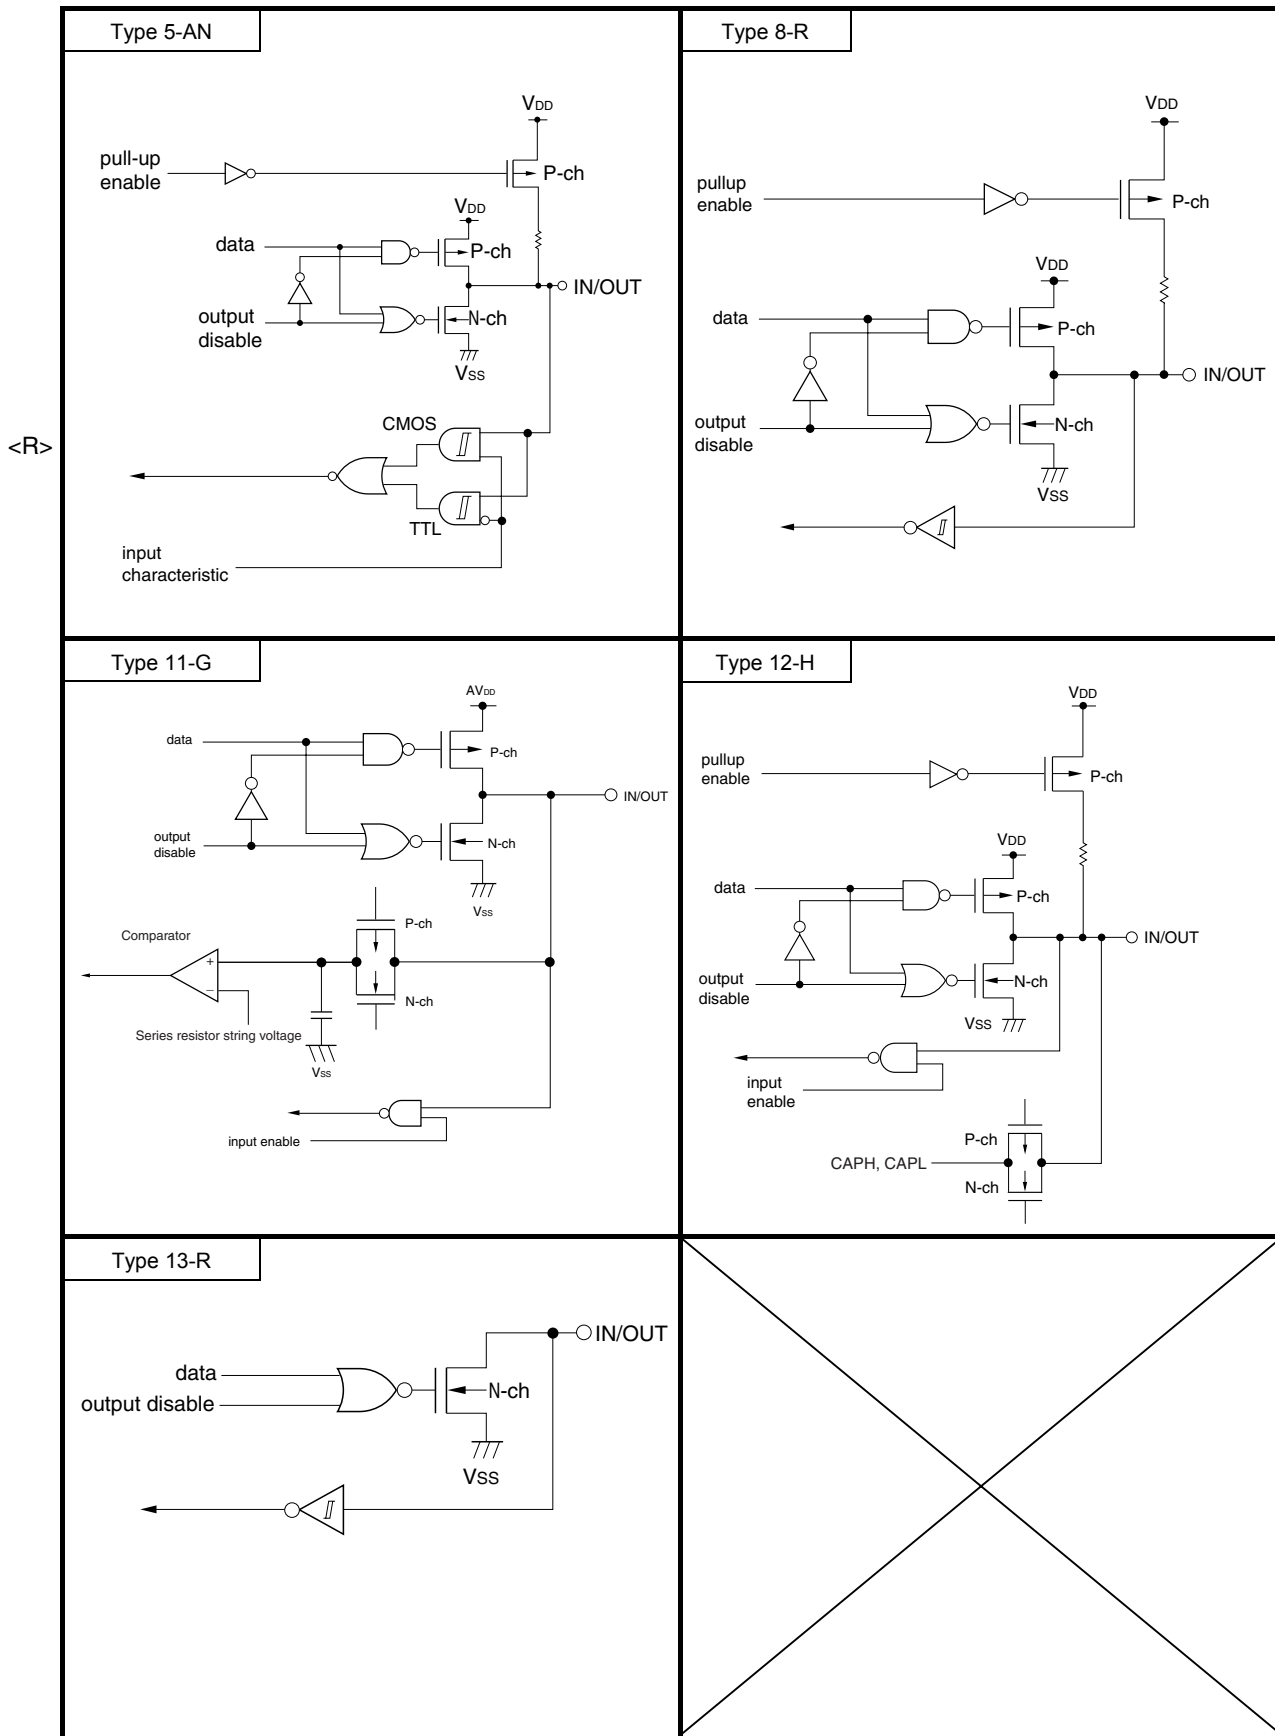 Type 5-AN
VDD
pull-up
enable
P-ch
VDD
data
P-ch
IN/OUT
output
disable
N-ch
VSS
CMOS
<R>
TTL
input
characteristic
Type 8-R
VDD
pullup
enable
P-ch
VDD
data
P-ch
IN/OUT
output
disable
N-ch
VSS
Type 11-G
AVDD
data
P-ch
IN/OUT
output
disable
N-ch
VSS
P-ch
Comparator
+
−
N-ch
Series resistor string voltage
VSS
input enable
Type 12-H
VDD
pullup
enable
P-ch
VDD
data
P-ch
IN/OUT
output
disable
N-ch
VSS
input
enable
P-ch
CAPH, CAPL
N-ch
Type 13-R
IN/OUT
data
output disable
N-ch
VSS